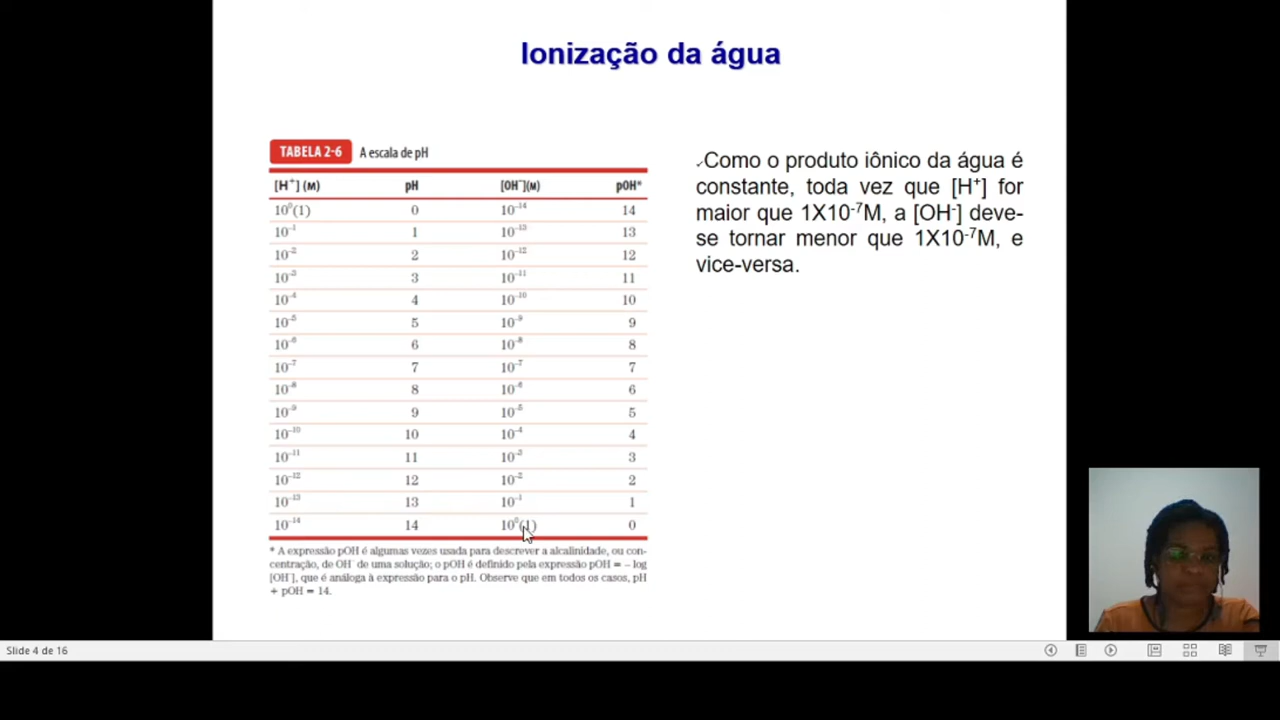 Ionização da água
TABELA 2-6 A escala de pH
[H⁺] (M) pH [OH⁻](M) pOH*
10⁰(1) 0 10⁻¹⁴ 14
10⁻¹ 1 10⁻¹³ 13
10⁻² 2 10⁻¹² 12
10⁻³ 3 10⁻¹¹ 11
10⁻⁴ 4 10⁻¹⁰ 10
10⁻⁵ 5 10⁻⁹ 9
10⁻⁶ 6 10⁻⁸ 8
10⁻⁷ 7 10⁻⁷ 7
10⁻⁸ 8 10⁻⁶ 6
10⁻⁹ 9 10⁻⁵ 5
10⁻¹⁰ 10 10⁻⁴ 4
10⁻¹¹ 11 10⁻³ 3
10⁻¹² 12 10⁻² 2
10⁻¹³ 13 10⁻¹ 1
10⁻¹⁴ 14 10⁰(1) 0
* A expressão pOH é algumas vezes usada para descrever a alcalinidade, ou con-
centração, de OH⁻ de uma solução; o pOH é definido pela expressão pOH = – log
[OH⁻], que é análoga à expressão para o pH. Observe que em todos os casos, pH
+ pOH = 14.
✓Como o produto iônico da água é
constante, toda vez que [H⁺] for
maior que 1X10⁻⁷M, a [OH⁻] deve-
se tornar menor que 1X10⁻⁷M, e
vice-versa.
Slide 4 de 16